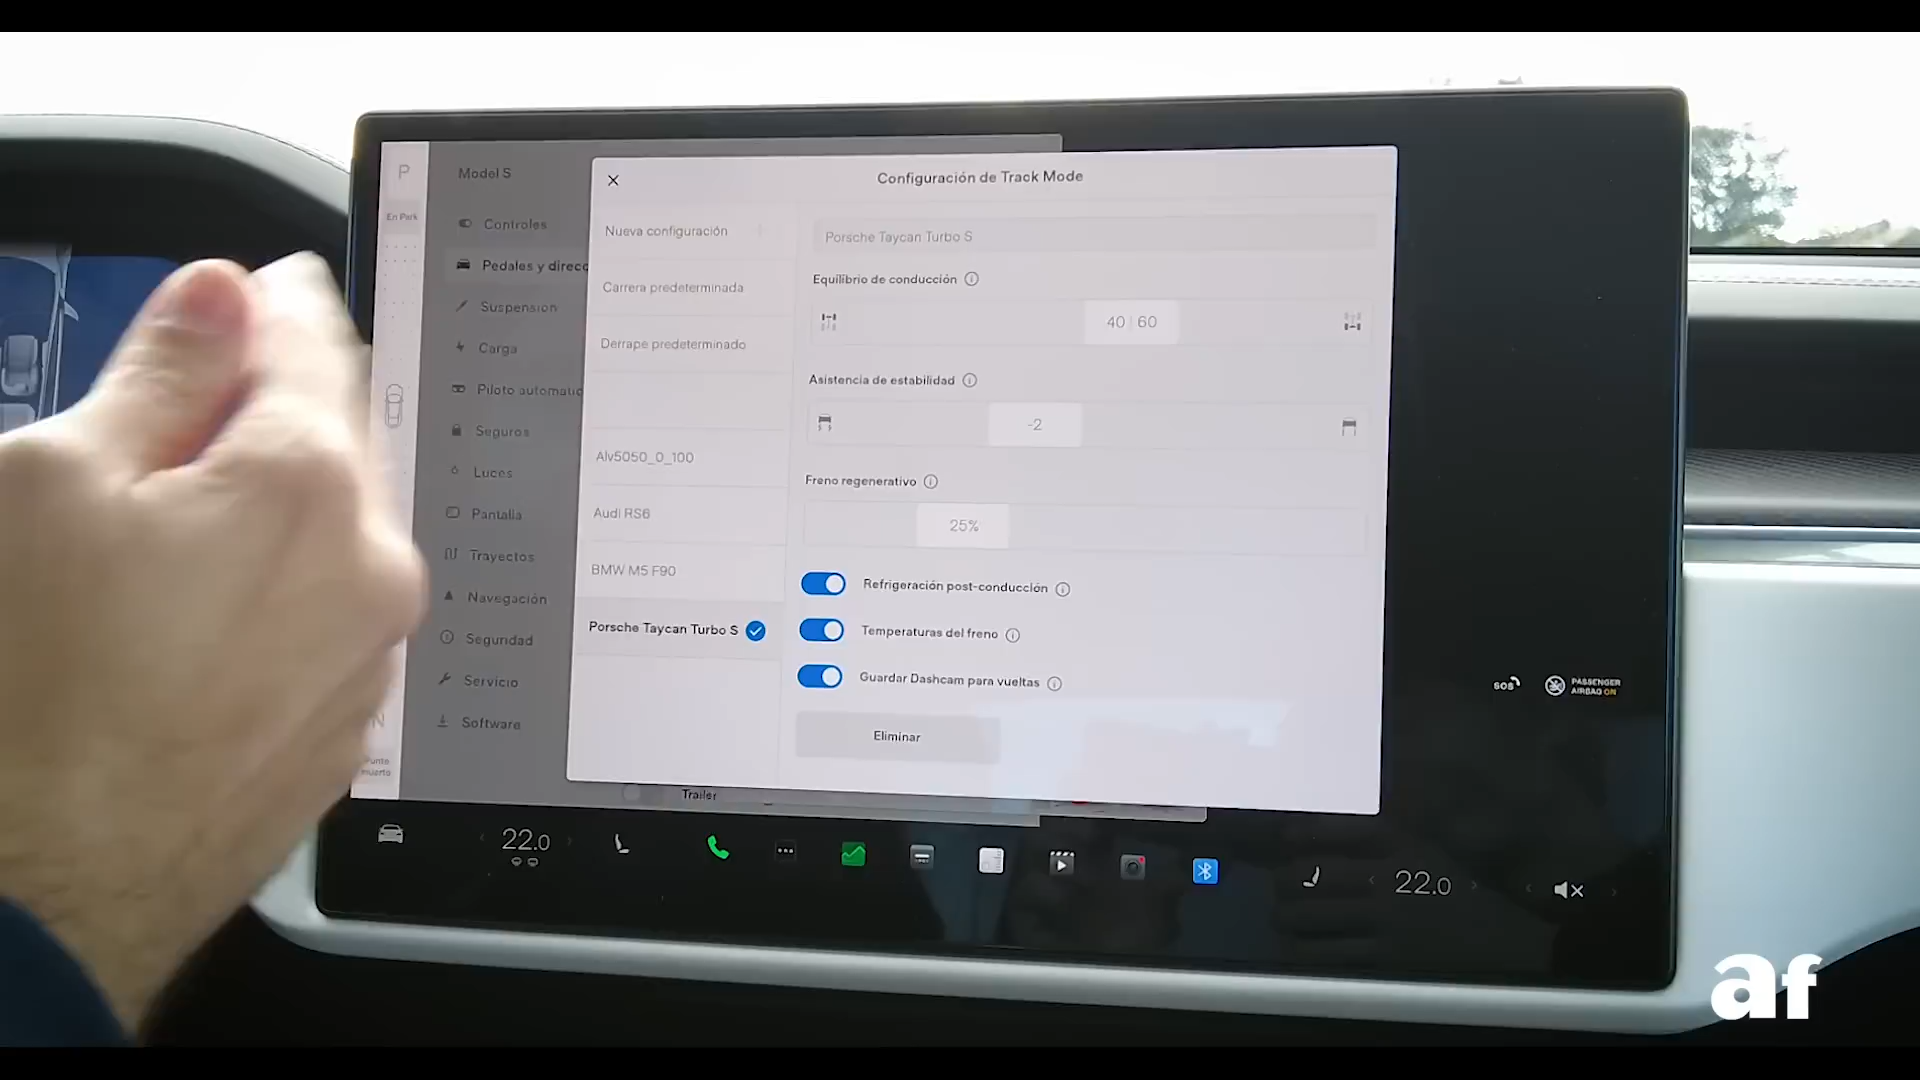 P
En Park
N
muerto
Model S
Controles
Pedales y direcc
Suspensión
Carga
Piloto automátic
Seguros
Luces
Pantalla
Trayectos
Navegación
Seguridad
Servicio
Software
Configuración de Track Mode
Nueva configuración
Carrera predeterminada
Derrape predeterminado
Alv5050_0_100
Audi RS6
BMW M5 F90
Porsche Taycan Turbo S
Porsche Taycan Turbo S
Equilibrio de conducción
40 | 60
Asistencia de estabilidad
-2
Freno regenerativo
25%
Refrigeración post-conducción
Temperaturas del freno
Guardar Dashcam para vueltas
Eliminar
Trailer
SOS
PASSENGER
AIRBAG ON
22.0
22.0
af